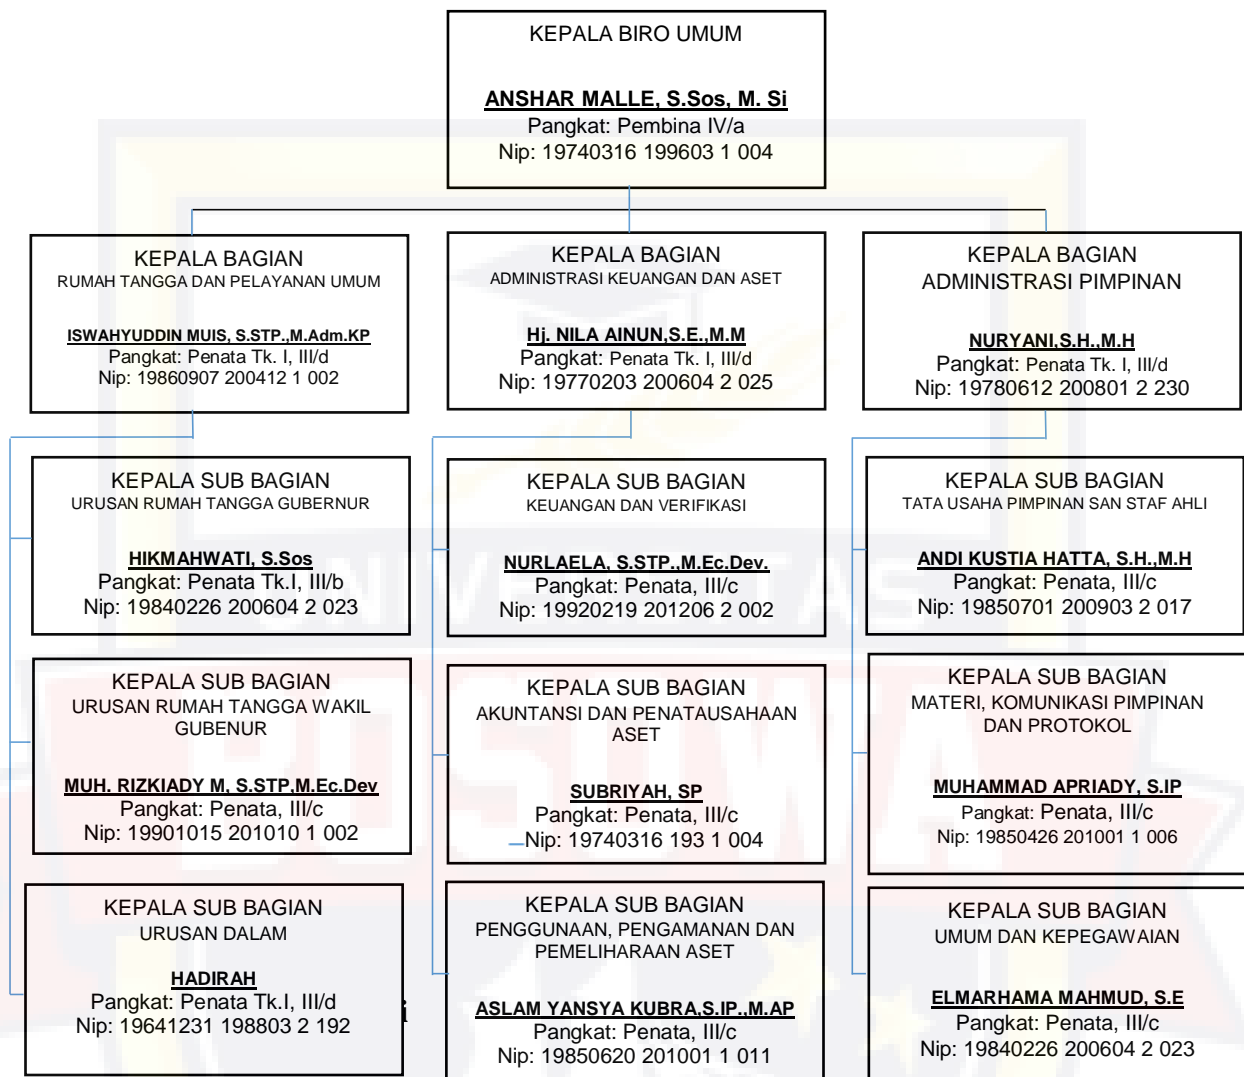 KEPALA BIRO UMUM
ANSHAR MALLE, S.Sos, M. Si
Pangkat: Pembina IV/a
Nip: 19740316 199603 1 004
KEPALA BAGIAN
RUMAH TANGGA DAN PELAYANAN UMUM
ISWAHYUDDIN MUIS, S.STP.,M.Adm.KP
Pangkat: Penata Tk. I, III/d
Nip: 19860907 200412 1 002
KEPALA BAGIAN
ADMINISTRASI KEUANGAN DAN ASET
Hj. NILA AINUN,S.E.,M.M
Pangkat: Penata Tk. I, III/d
Nip: 19770203 200604 2 025
KEPALA BAGIAN
ADMINISTRASI PIMPINAN
NURYANI,S.H.,M.H
Pangkat: Penata Tk. I, III/d
Nip: 19780612 200801 2 230
KEPALA SUB BAGIAN
URUSAN RUMAH TANGGA GUBERNUR
HIKMAHWATI, S.Sos
Pangkat: Penata Tk.I, III/b
Nip: 19840226 200604 2 023
KEPALA SUB BAGIAN
KEUANGAN DAN VERIFIKASI
NURLAELA, S.STP.,M.Ec.Dev.
Pangkat: Penata, III/c
Nip: 19920219 201206 2 002
KEPALA SUB BAGIAN
TATA USAHA PIMPINAN SAN STAF AHLI
ANDI KUSTIA HATTA, S.H.,M.H
Pangkat: Penata, III/c
Nip: 19850701 200903 2 017
KEPALA SUB BAGIAN
URUSAN RUMAH TANGGA WAKIL
GUBENUR
MUH. RIZKIADY M, S.STP,M.Ec.Dev
Pangkat: Penata, III/c
Nip: 19901015 201010 1 002
KEPALA SUB BAGIAN
AKUNTANSI DAN PENATAUSAHAAN
ASET
SUBRIYAH, SP
Pangkat: Penata, III/c
Nip: 19740316 193 1 004
KEPALA SUB BAGIAN
MATERI, KOMUNIKASI PIMPINAN
DAN PROTOKOL
MUHAMMAD APRIADY, S.IP
Pangkat: Penata, III/c
Nip: 19850426 201001 1 006
KEPALA SUB BAGIAN
URUSAN DALAM
HADIRAH
Pangkat: Penata Tk.I, III/d
Nip: 19641231 198803 2 192
i
KEPALA SUB BAGIAN
PENGGUNAAN, PENGAMANAN DAN
PEMELIHARAAN ASET
ASLAM YANSYA KUBRA,S.IP.,M.AP
Pangkat: Penata, III/c
Nip: 19850620 201001 1 011
KEPALA SUB BAGIAN
UMUM DAN KEPEGAWAIAN
ELMARHAMA MAHMUD, S.E
Pangkat: Penata, III/c
Nip: 19840226 200604 2 023
UNIVERSITAS
BOSOWA